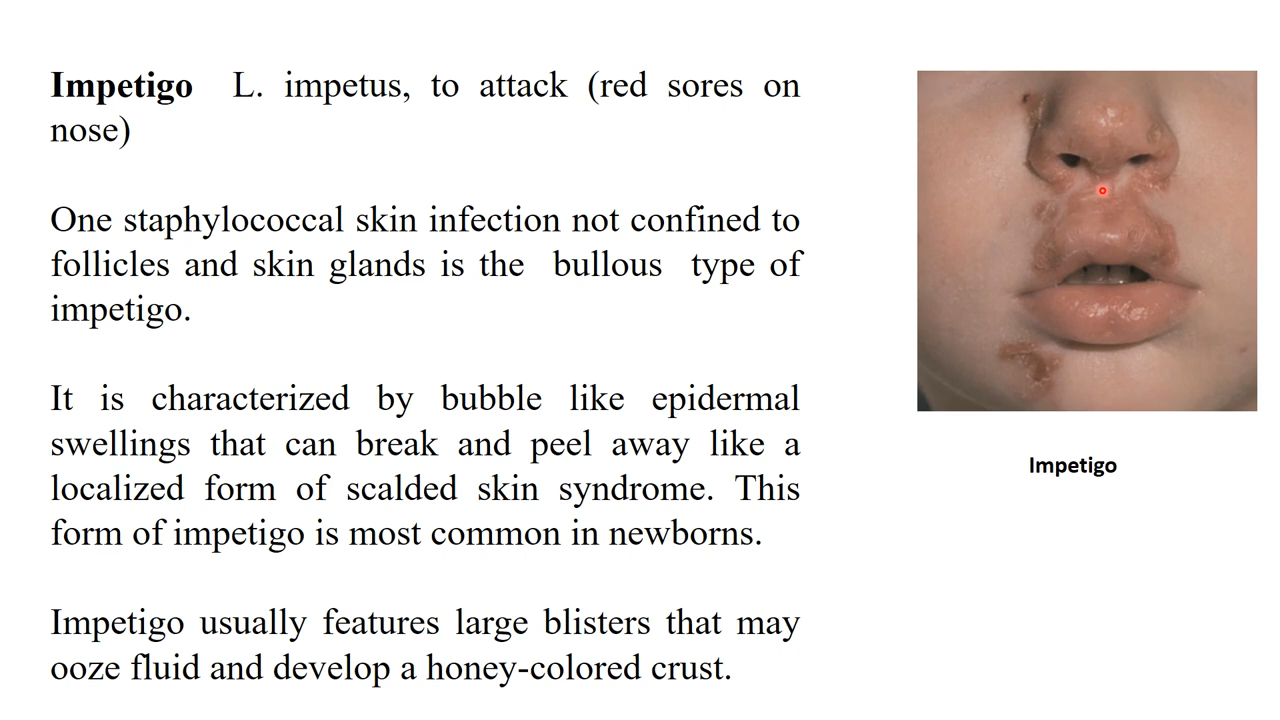 Impetigo L. impetus, to attack (red sores on
nose)
One staphylococcal skin infection not confined to
follicles and skin glands is the bullous type of
impetigo.
It is characterized by bubble like epidermal
swellings that can break and peel away like a
localized form of scalded skin syndrome. This
form of impetigo is most common in newborns.
Impetigo usually features large blisters that may
ooze fluid and develop a honey-colored crust.
Impetigo